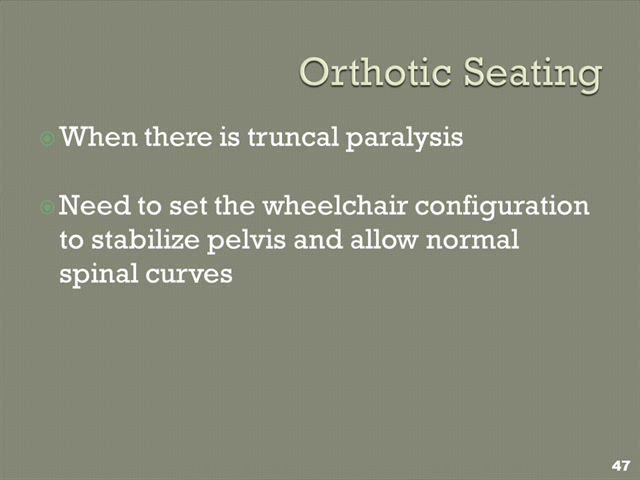 Orthotic Seating
When there is truncal paralysis
Need to set the wheelchair configuration
to stabilize pelvis and allow normal
spinal curves
47